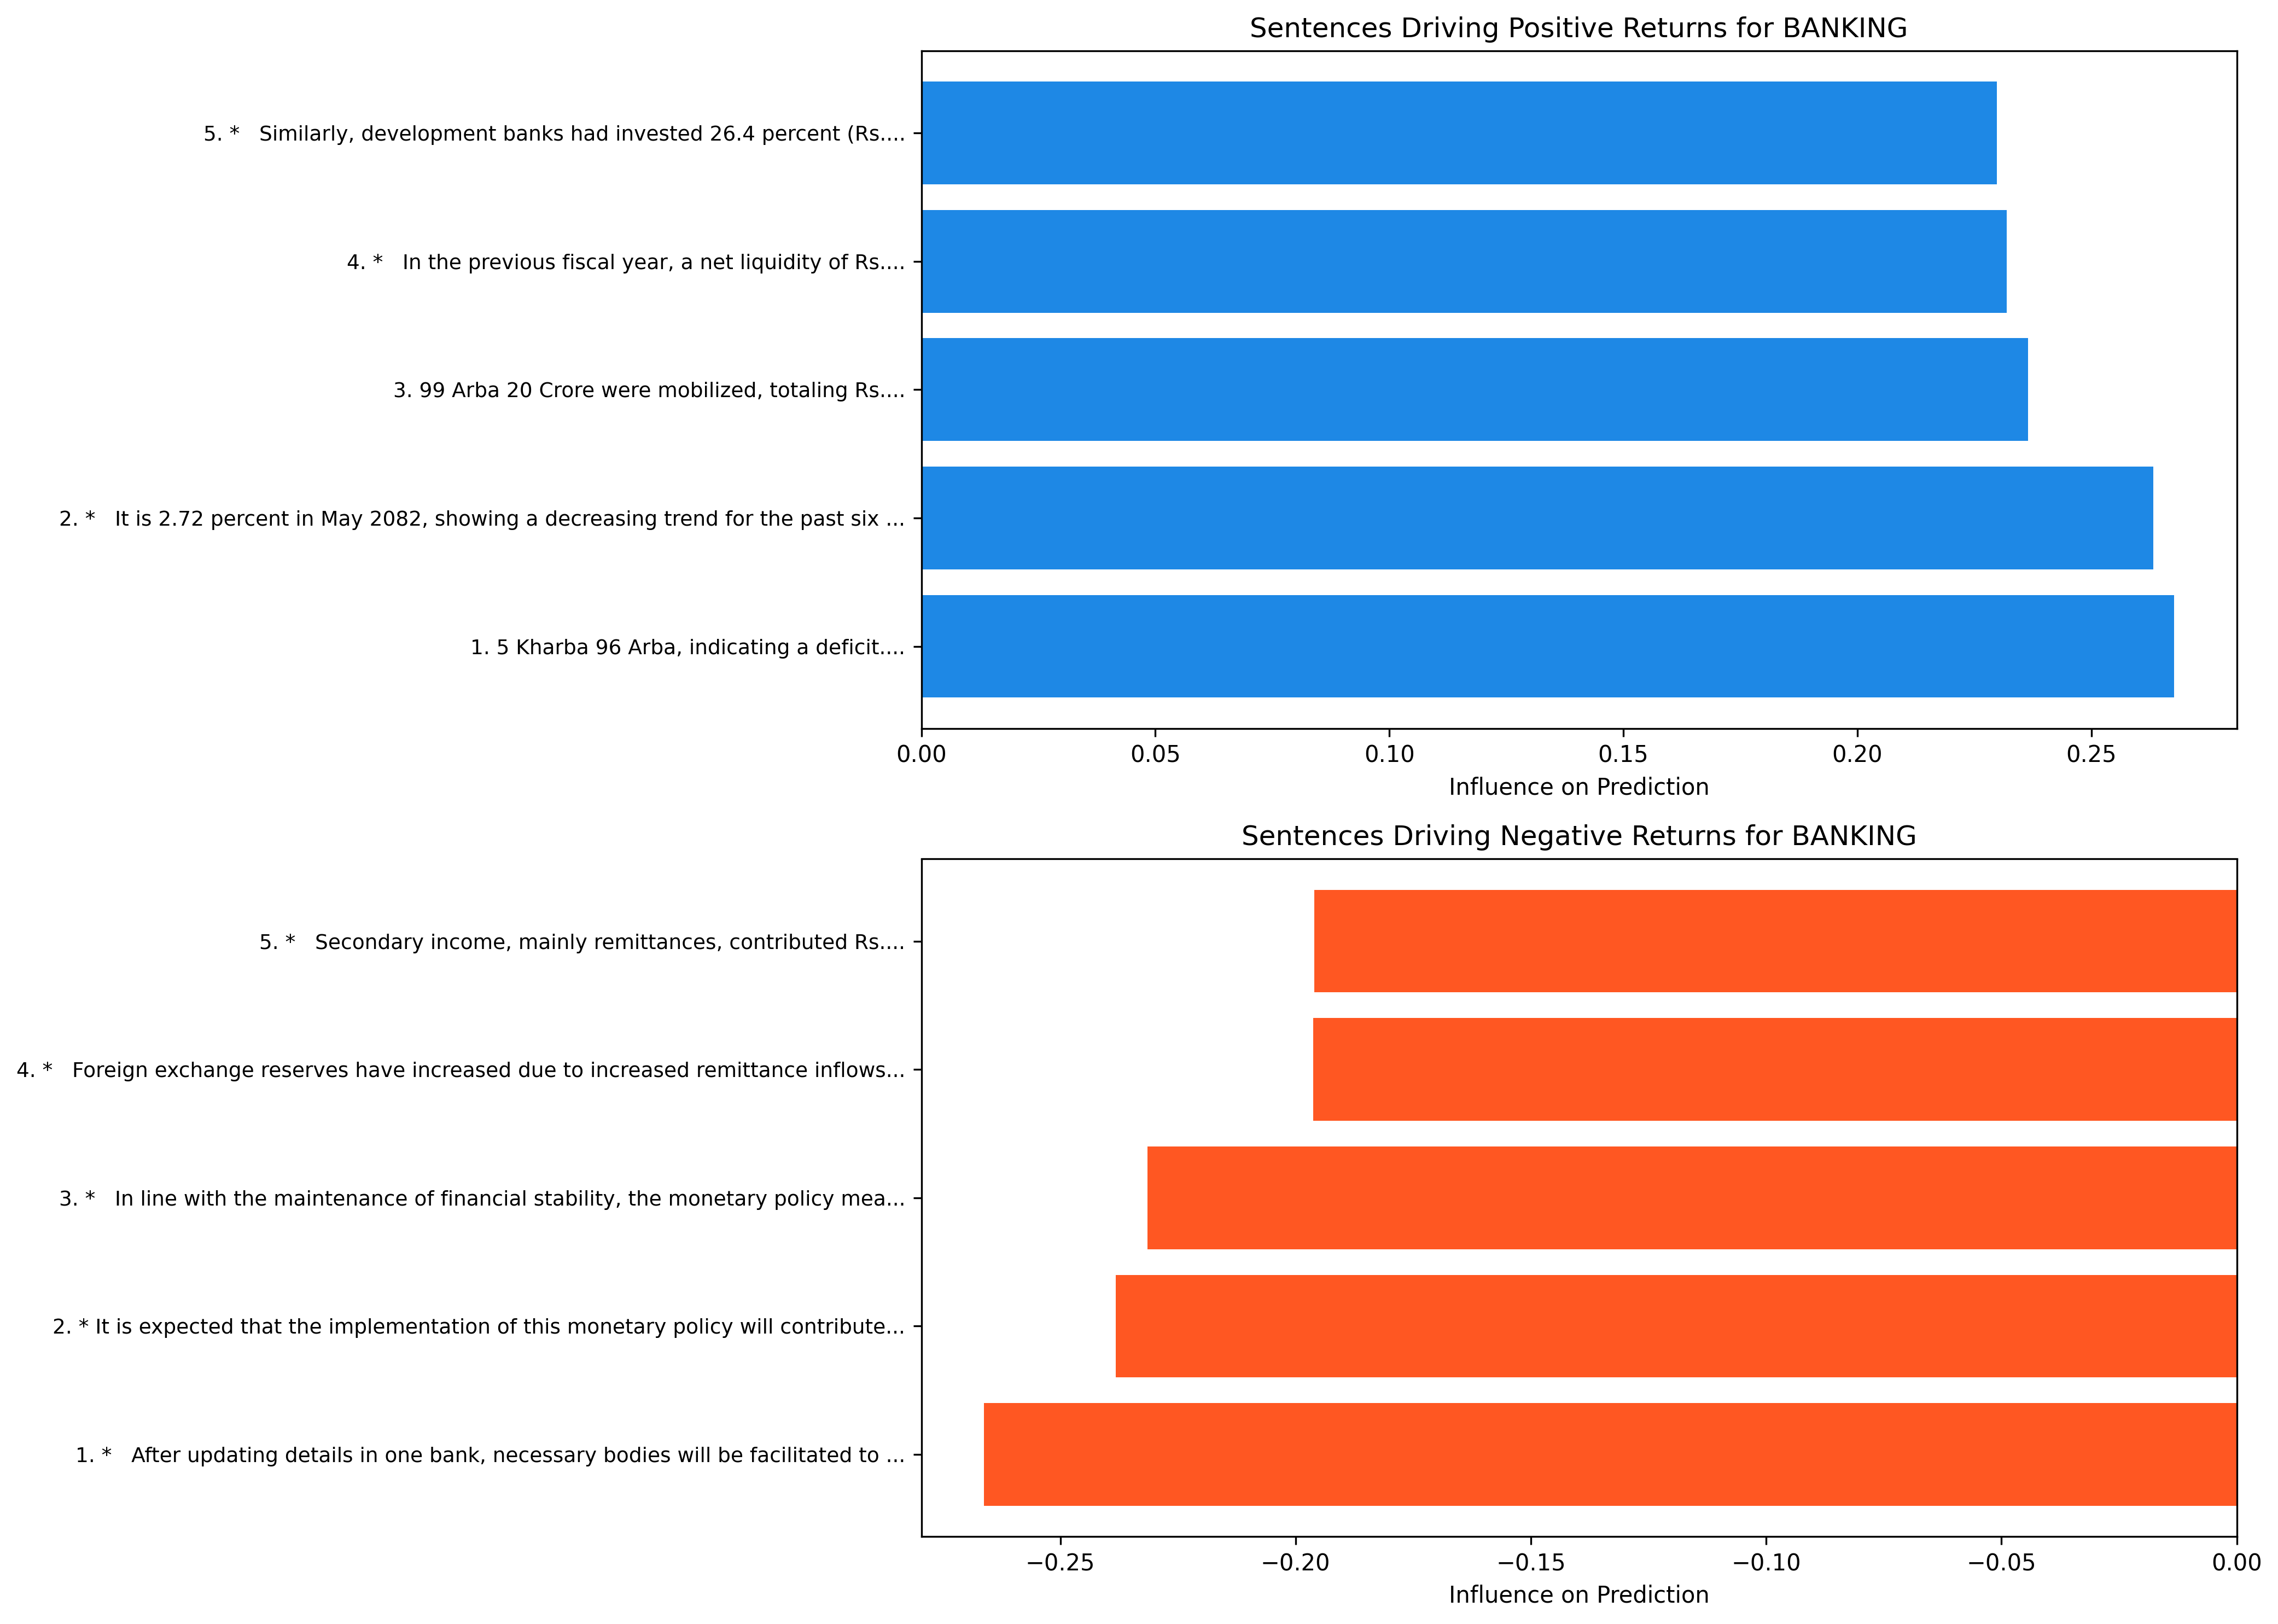 Sentences Driving Positive Returns for BANKING
5. *   Similarly, development banks had invested 26.4 percent (Rs....
4. *   In the previous fiscal year, a net liquidity of Rs....
3. 99 Arba 20 Crore were mobilized, totaling Rs....
2. *   It is 2.72 percent in May 2082, showing a decreasing trend for the past six ...
1. 5 Kharba 96 Arba, indicating a deficit....
0.00 0.05 0.10 0.15 0.20 0.25
Influence on Prediction
Sentences Driving Negative Returns for BANKING
5. *   Secondary income, mainly remittances, contributed Rs....
4. *   Foreign exchange reserves have increased due to increased remittance inflows...
3. *   In line with the maintenance of financial stability, the monetary policy mea...
2. * It is expected that the implementation of this monetary policy will contribute...
1. *   After updating details in one bank, necessary bodies will be facilitated to ...
−0.25 −0.20 −0.15 −0.10 −0.05 0.00
Influence on Prediction